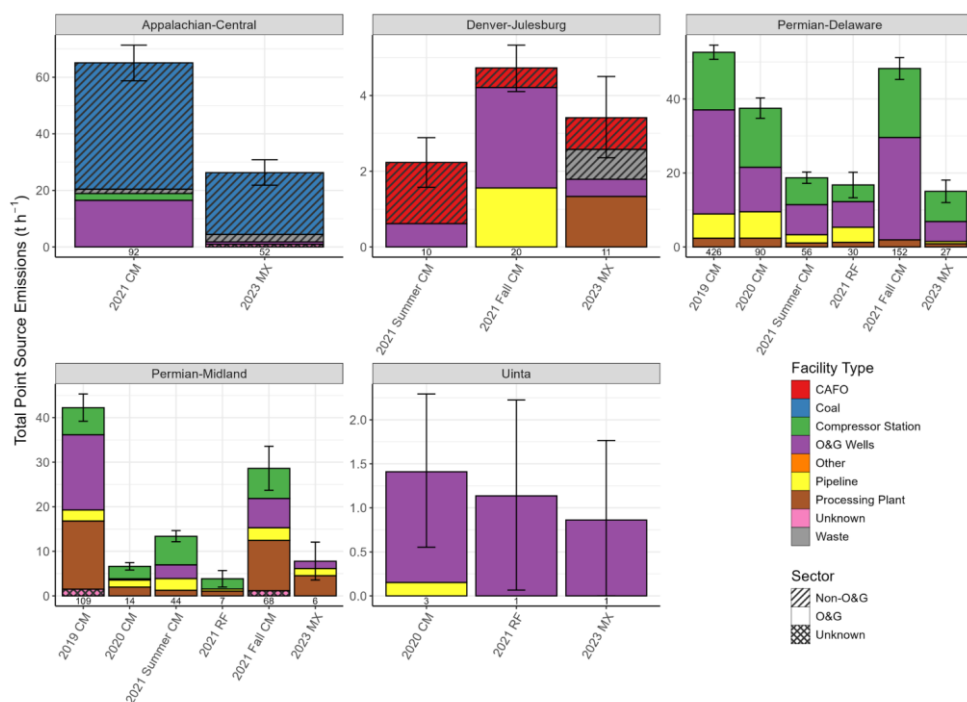 Total Point Source Emissions (t h⁻¹)
Appalachian-Central
60
40
20
0
92
52
2021 CM
2023 MX
Denver-Julesburg
4
2
0
10
20
11
2021 Summer CM
2021 Fall CM
2023 MX
Permian-Delaware
40
20
0
426
90
56
30
152
27
2019 CM
2020 CM
2021 Summer CM
2021 RF
2021 Fall CM
2023 MX
Permian-Midland
40
30
20
10
0
109
14
44
7
68
6
2019 CM
2020 CM
2021 Summer CM
2021 RF
2021 Fall CM
2023 MX
Uinta
2.0
1.5
1.0
0.5
0.0
3
1
1
2020 CM
2021 RF
2023 MX
Facility Type
CAFO
Coal
Compressor Station
O&G Wells
Other
Pipeline
Processing Plant
Unknown
Waste
Sector
Non-O&G
O&G
Unknown